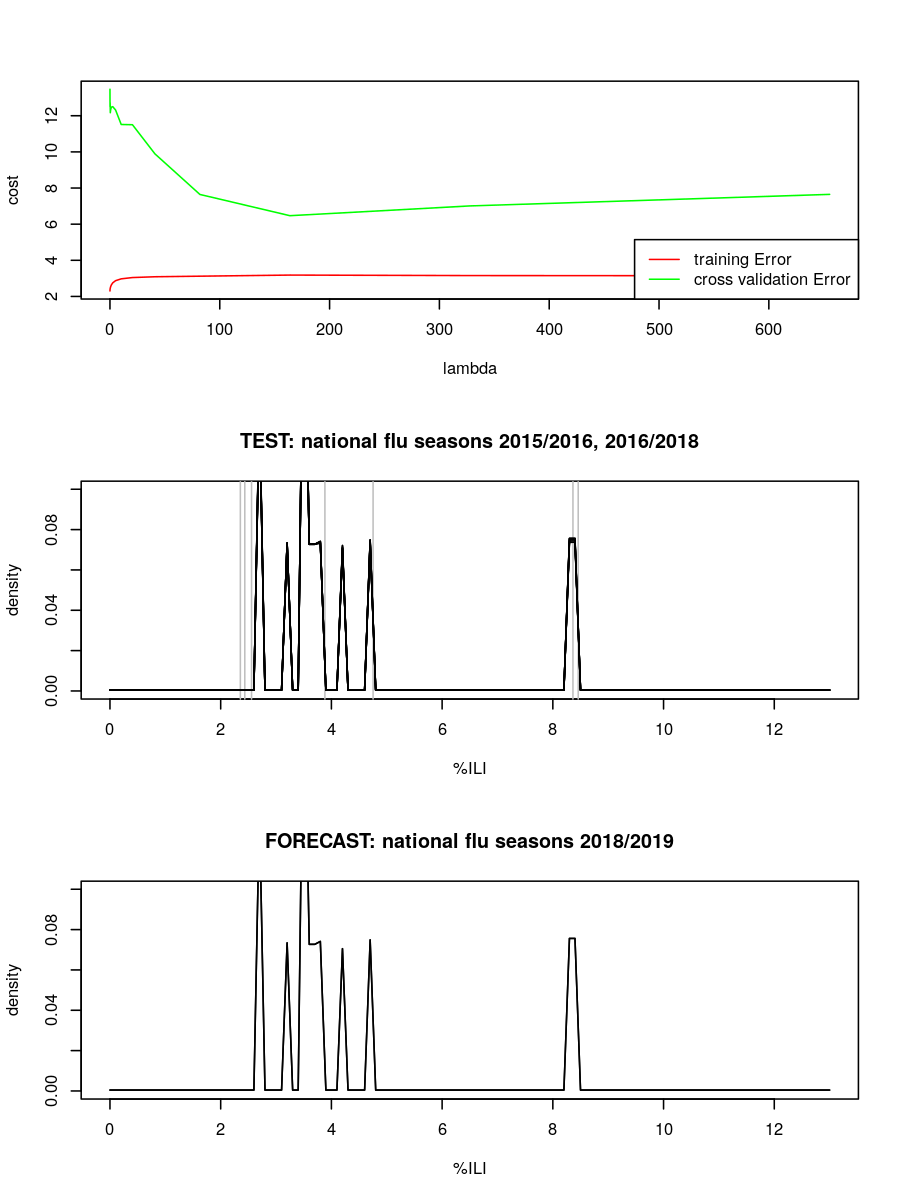 12
10
8
6
4
2
cost
training Error
cross validation Error
0 100 200 300 400 500 600
lambda
TEST: national flu seasons 2015/2016, 2016/2018
0.08
0.04
0.00
density
0 2 4 6 8 10 12
%ILI
FORECAST: national flu seasons 2018/2019
0.08
0.04
0.00
density
0 2 4 6 8 10 12
%ILI